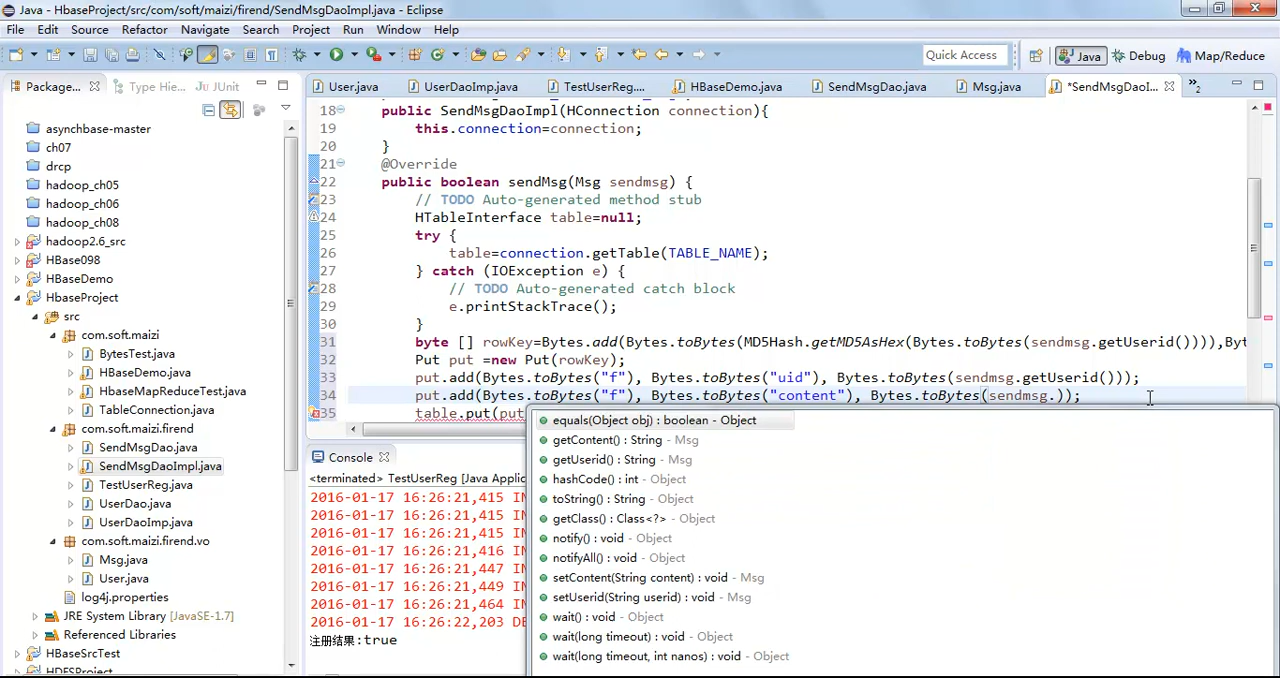 Java - HbaseProject/src/com/soft/maizi/firend/SendMsgDaoImpl.java - Eclipse
File Edit Source Refactor Navigate Search Project Run Window Help
Quick Access Java Debug Map/Reduce
Package... Type Hie... JUnit
User.java UserDaoImp.java TestUserReg.... HBaseDemo.java SendMsgDao.java Msg.java *SendMsgDaoI... »2
asynchbase-master
ch07
drcp
hadoop_ch05
hadoop_ch06
hadoop_ch08
hadoop2.6_src
HBase098
HBaseDemo
HbaseProject
src
com.soft.maizi
BytesTest.java
HBaseDemo.java
HbaseMapReduceTest.java
TableConnection.java
com.soft.maizi.firend
SendMsgDao.java
SendMsgDaoImpl.java
TestUserReg.java
UserDao.java
UserDaoImp.java
com.soft.maizi.firend.vo
Msg.java
User.java
log4j.properties
JRE System Library [JavaSE-1.7]
Referenced Libraries
HBaseSrcTest
HDFSProject
18 public SendMsgDaoImpl(HConnection connection){
19 this.connection=connection;
20 }
21 @Override
22 public boolean sendMsg(Msg sendmsg) {
23 // TODO Auto-generated method stub
24 HTableInterface table=null;
25 try {
26 table=connection.getTable(TABLE_NAME);
27 } catch (IOException e) {
28 // TODO Auto-generated catch block
29 e.printStackTrace();
30 }
31 byte [] rowKey=Bytes.add(Bytes.toBytes(MD5Hash.getMD5AsHex(Bytes.toBytes(sendmsg.getUserid()))),Byt
32 Put put =new Put(rowKey);
33 put.add(Bytes.toBytes("f"), Bytes.toBytes("uid"), Bytes.toBytes(sendmsg.getUserid()));
34 put.add(Bytes.toBytes("f"), Bytes.toBytes("content"), Bytes.toBytes(sendmsg.));
35 table.put(put
equals(Object obj) : boolean - Object
getContent() : String - Msg
getUserid() : String - Msg
hashCode() : int - Object
toString() : String - Object
getClass() : Class<?> - Object
notify() : void - Object
notifyAll() : void - Object
setContent(String content) : void - Msg
setUserid(String userid) : void - Msg
wait() : void - Object
wait(long timeout) : void - Object
wait(long timeout, int nanos) : void - Object
Console
<terminated> TestUserReg [Java Applic
2016-01-17 16:26:21,415 IN
2016-01-17 16:26:21,415 IN
2016-01-17 16:26:21,415 IN
2016-01-17 16:26:21,416 IN
2016-01-17 16:26:21,447 IN
2016-01-17 16:26:21,449 IN
2016-01-17 16:26:21,464 IN
2016-01-17 16:26:22,203 DE
注册结果:true